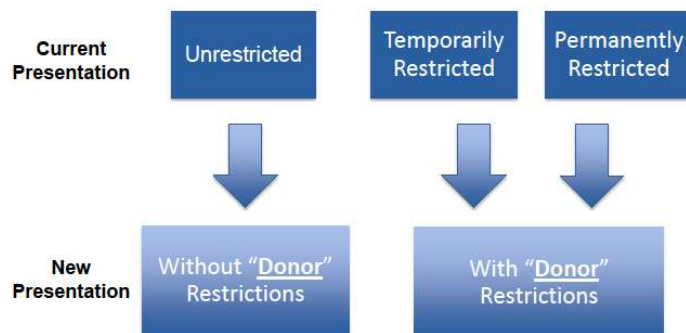 Current
Presentation
Unrestricted
Temporarily
Restricted
Permanently
Restricted
New
Presentation
Without “Donor”
Restrictions
With “Donor”
Restrictions